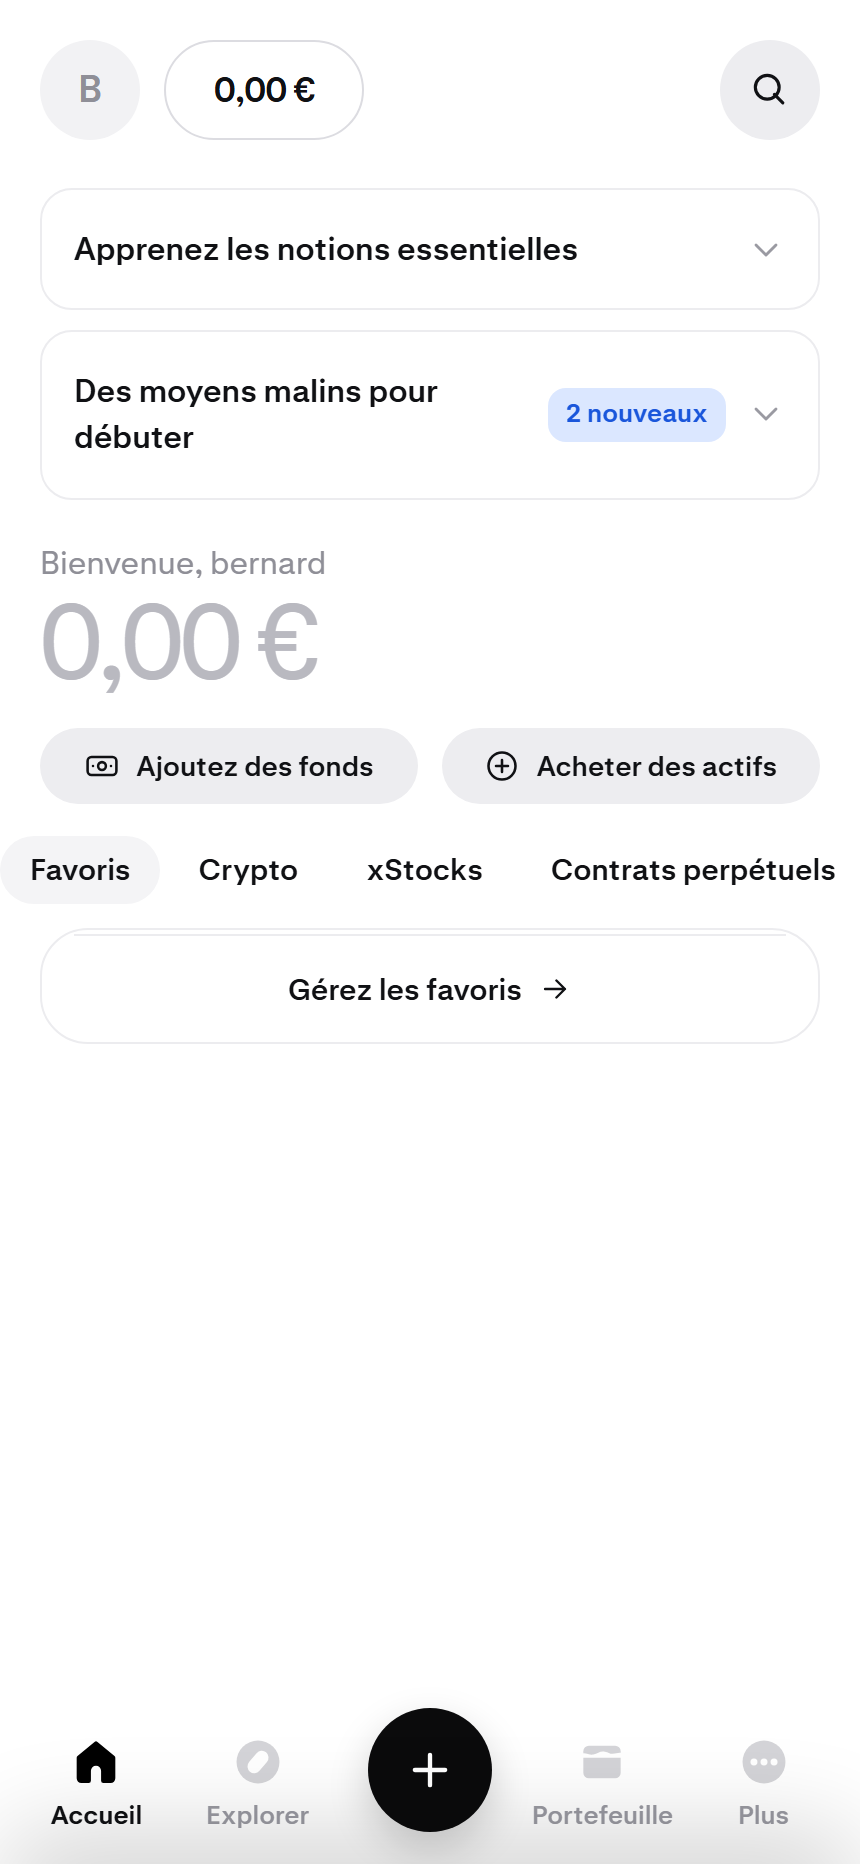 B
0,00 €
Apprenez les notions essentielles
Des moyens malins pour
débuter
2 nouveaux
Bienvenue, bernard
0,00 €
Ajoutez des fonds
Acheter des actifs
Favoris
Crypto
xStocks
Contrats perpétuels
Gérez les favoris
Accueil
Explorer
Portefeuille
Plus